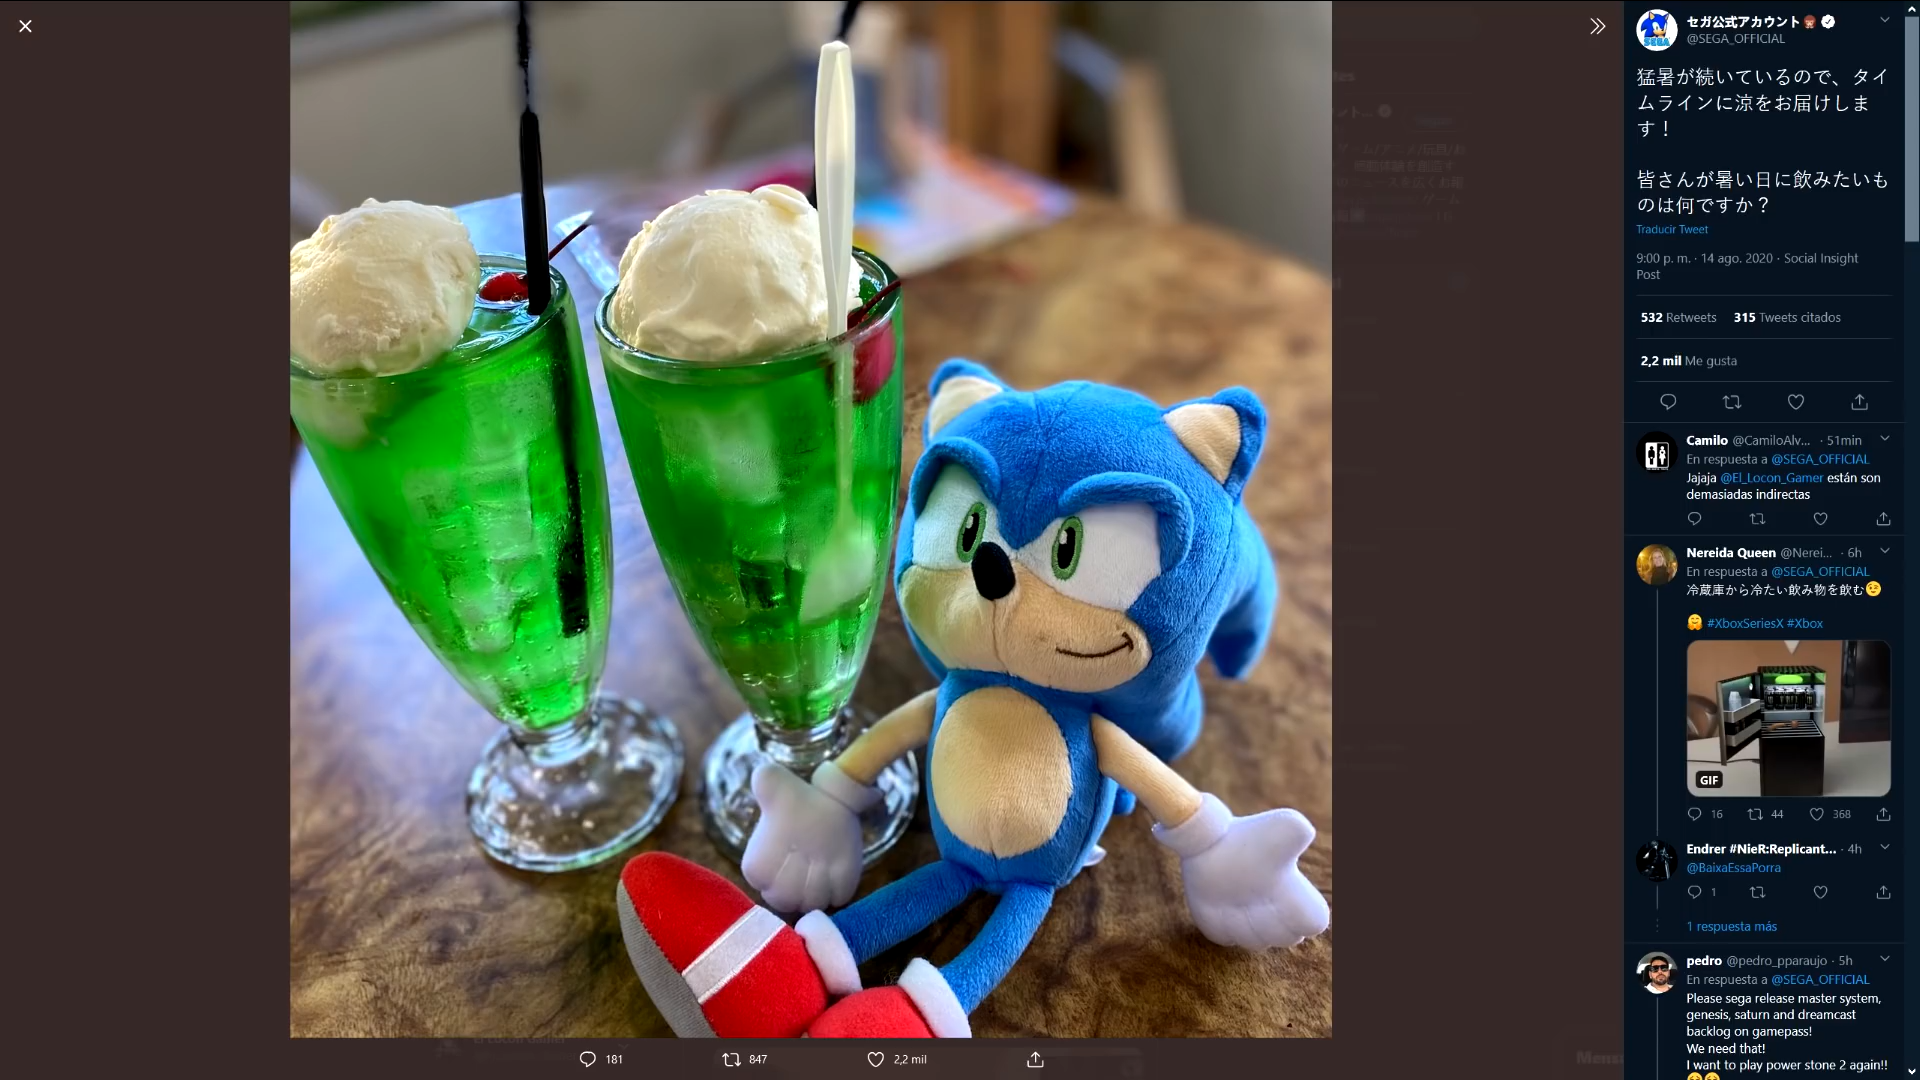 セガ公式アカウント
@SEGA_OFFICIAL
猛暑が続いているので、タイ
ムラインに涼をお届けしま
す！
皆さんが暑い日に飲みたいも
のは何ですか？
Traducir Tweet
9:00 p. m. · 14 ago. 2020 · Social Insight
Post
532 Retweets 315 Tweets citados
2,2 mil Me gusta
Camilo @CamiloAlv... · 51min
En respuesta a @SEGA_OFFICIAL
Jajaja @El_Locon_Gamer están son
demasiadas indirectas
Nereida Queen @Nerei... · 6h
En respuesta a @SEGA_OFFICIAL
冷蔵庫から冷たい飲み物を飲む😉
🤗 #XboxSeriesX #Xbox
GIF
16 44 368
Endrer #NieR:Replicant... · 4h
@BaixaEssaPorra
1
1 respuesta más
pedro @pedro_pparaujo · 5h
En respuesta a @SEGA_OFFICIAL
Please sega release master system,
genesis, saturn and dreamcast
backlog on gamepass!
We need that!
I want to play power stone 2 again!!
181 847 2,2 mil